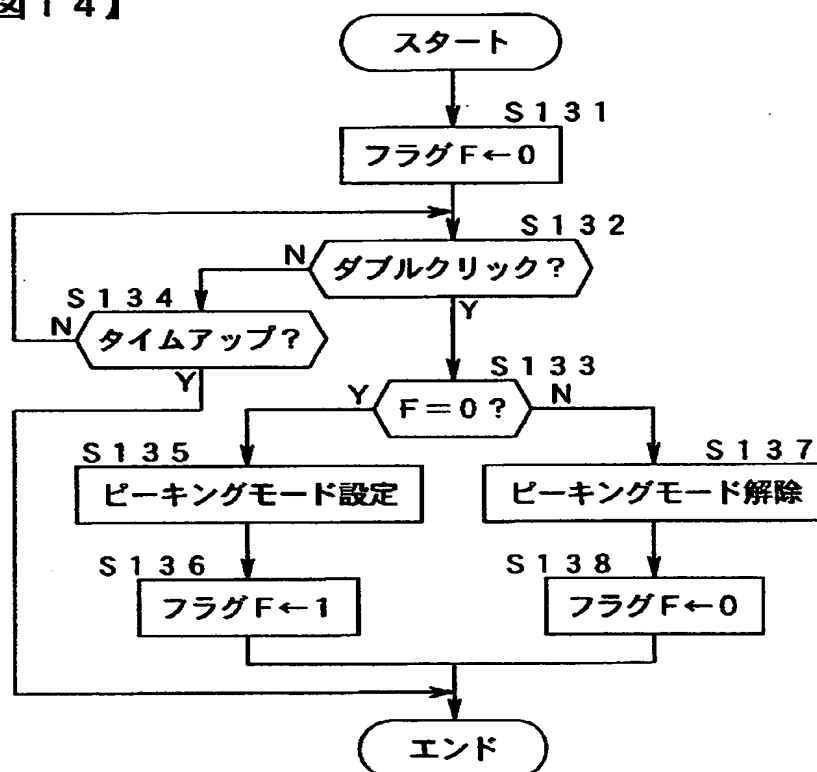 図14】
スタート
S131
フラグF←0
S132
N
ダブルクリック?
S134
Y
N
タイムアップ?
Y
S133
Y
F=0?
N
S135
S137
ピーキングモード設定
ピーキングモード解除
S136
S138
フラグF←1
フラグF←0
エンド